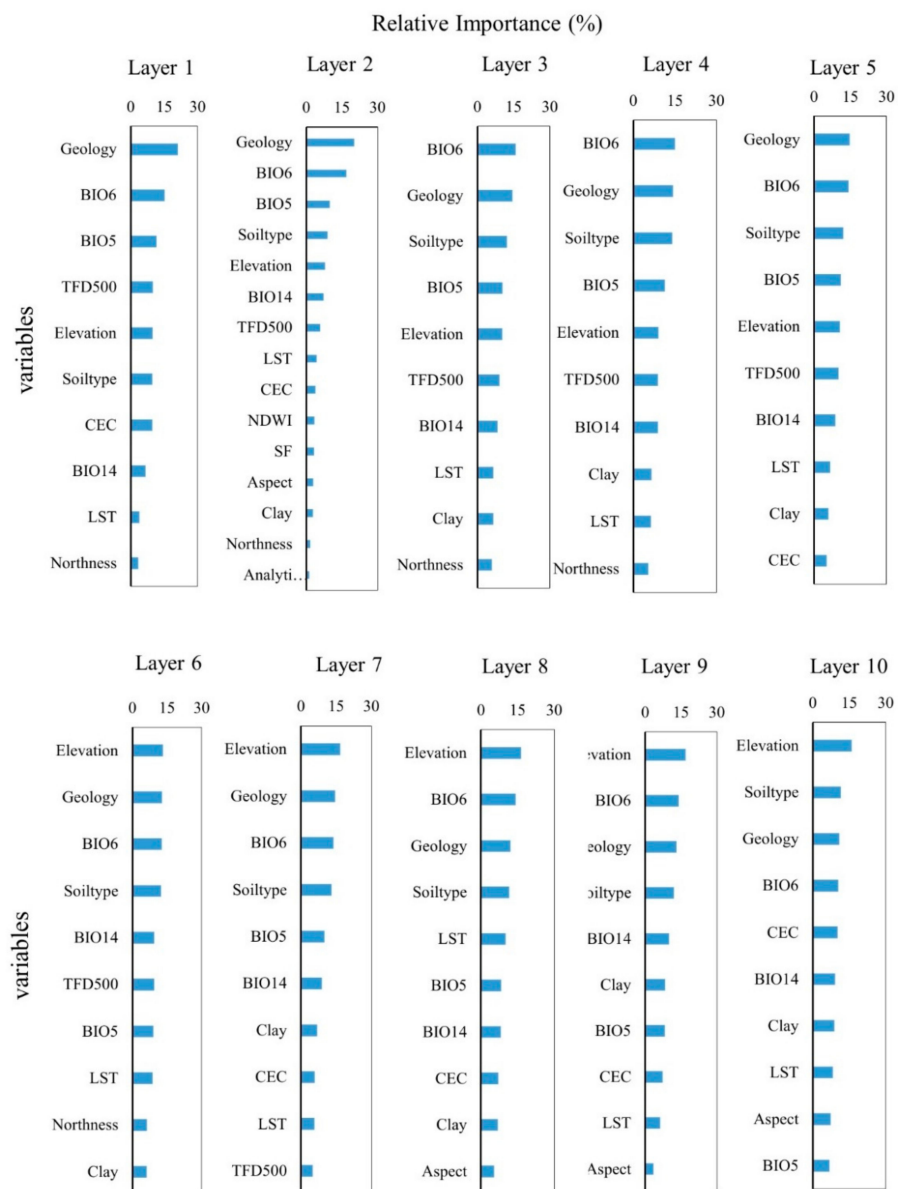 Relative Importance (%)
Layer 1
0 15 30
Geology
BIO6
BIO5
TFD500
Elevation
Soiltype
CEC
BIO14
LST
Northness
Layer 2
0 15 30
Geology
BIO6
BIO5
Soiltype
Elevation
BIO14
TFD500
LST
CEC
NDWI
SF
Aspect
Clay
Northness
Analyti…
Layer 3
0 15 30
BIO6
Geology
Soiltype
BIO5
Elevation
TFD500
BIO14
LST
Clay
Northness
Layer 4
0 15 30
BIO6
Geology
Soiltype
BIO5
Elevation
TFD500
BIO14
Clay
LST
Northness
Layer 5
0 15 30
Geology
BIO6
Soiltype
BIO5
Elevation
TFD500
BIO14
LST
Clay
CEC
variables
Layer 6
0 15 30
Elevation
Geology
BIO6
Soiltype
BIO14
TFD500
BIO5
LST
Northness
Clay
Layer 7
0 15 30
Elevation
Geology
BIO6
Soiltype
BIO5
BIO14
Clay
CEC
LST
TFD500
Layer 8
0 15 30
Elevation
BIO6
Geology
Soiltype
LST
BIO5
BIO14
CEC
Clay
Aspect
Layer 9
0 15 30
evation
BIO6
eology
oiltype
BIO14
Clay
BIO5
CEC
LST
Aspect
Layer 10
0 15 30
Elevation
Soiltype
Geology
BIO6
CEC
BIO14
Clay
LST
Aspect
BIO5
variables